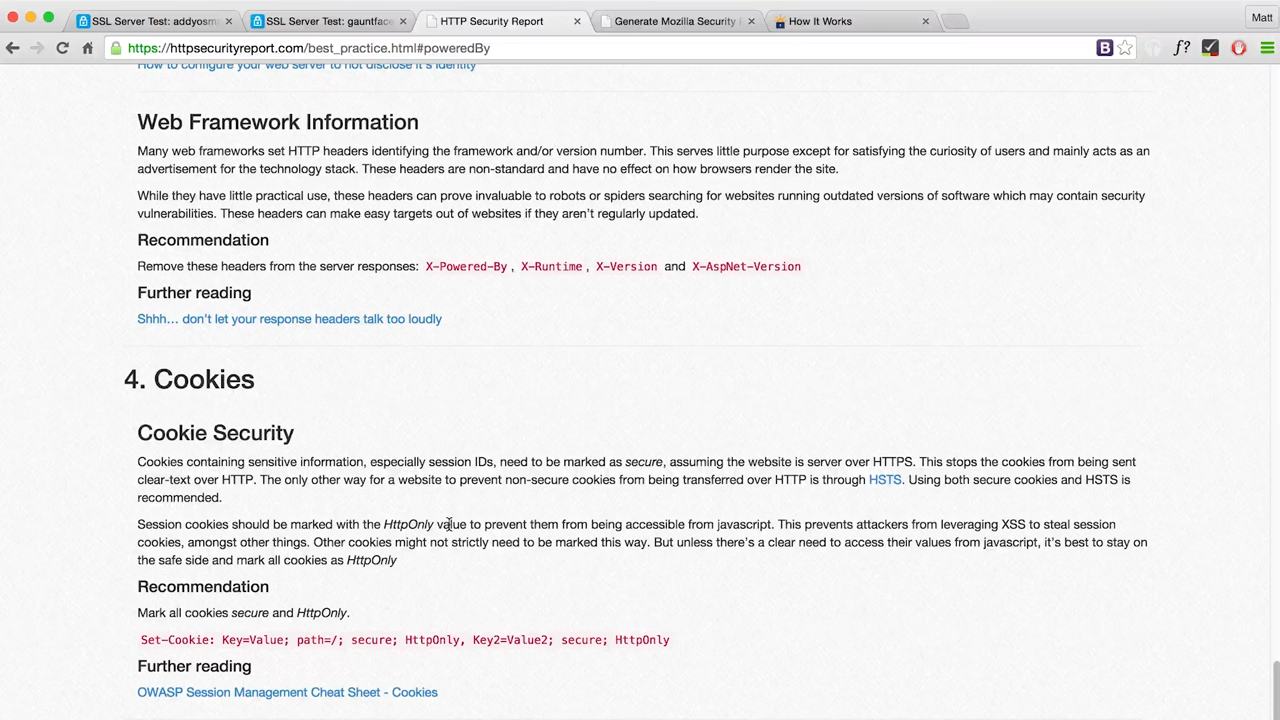 SSL Server Test: addyosm
SSL Server Test: gauntface
HTTP Security Report
Generate Mozilla Security
How It Works
Matt
https://httpsecurityreport.com/best_practice.html#poweredBy
B
f?
How to configure your web server to not disclose it's identity
Web Framework Information
Many web frameworks set HTTP headers identifying the framework and/or version number. This serves little purpose except for satisfying the curiosity of users and mainly acts as an
advertisement for the technology stack. These headers are non-standard and have no effect on how browsers render the site.
While they have little practical use, these headers can prove invaluable to robots or spiders searching for websites running outdated versions of software which may contain security
vulnerabilities. These headers can make easy targets out of websites if they aren't regularly updated.
Recommendation
Remove these headers from the server responses: X-Powered-By, X-Runtime, X-Version and X-AspNet-Version
Further reading
Shhh… don't let your response headers talk too loudly
4. Cookies
Cookie Security
Cookies containing sensitive information, especially session IDs, need to be marked as secure, assuming the website is server over HTTPS. This stops the cookies from being sent
clear-text over HTTP. The only other way for a website to prevent non-secure cookies from being transferred over HTTP is through HSTS. Using both secure cookies and HSTS is
recommended.
Session cookies should be marked with the HttpOnly value to prevent them from being accessible from javascript. This prevents attackers from leveraging XSS to steal session
cookies, amongst other things. Other cookies might not strictly need to be marked this way. But unless there's a clear need to access their values from javascript, it's best to stay on
the safe side and mark all cookies as HttpOnly
Recommendation
Mark all cookies secure and HttpOnly.
Set-Cookie: Key=Value; path=/; secure; HttpOnly, Key2=Value2; secure; HttpOnly
Further reading
OWASP Session Management Cheat Sheet - Cookies